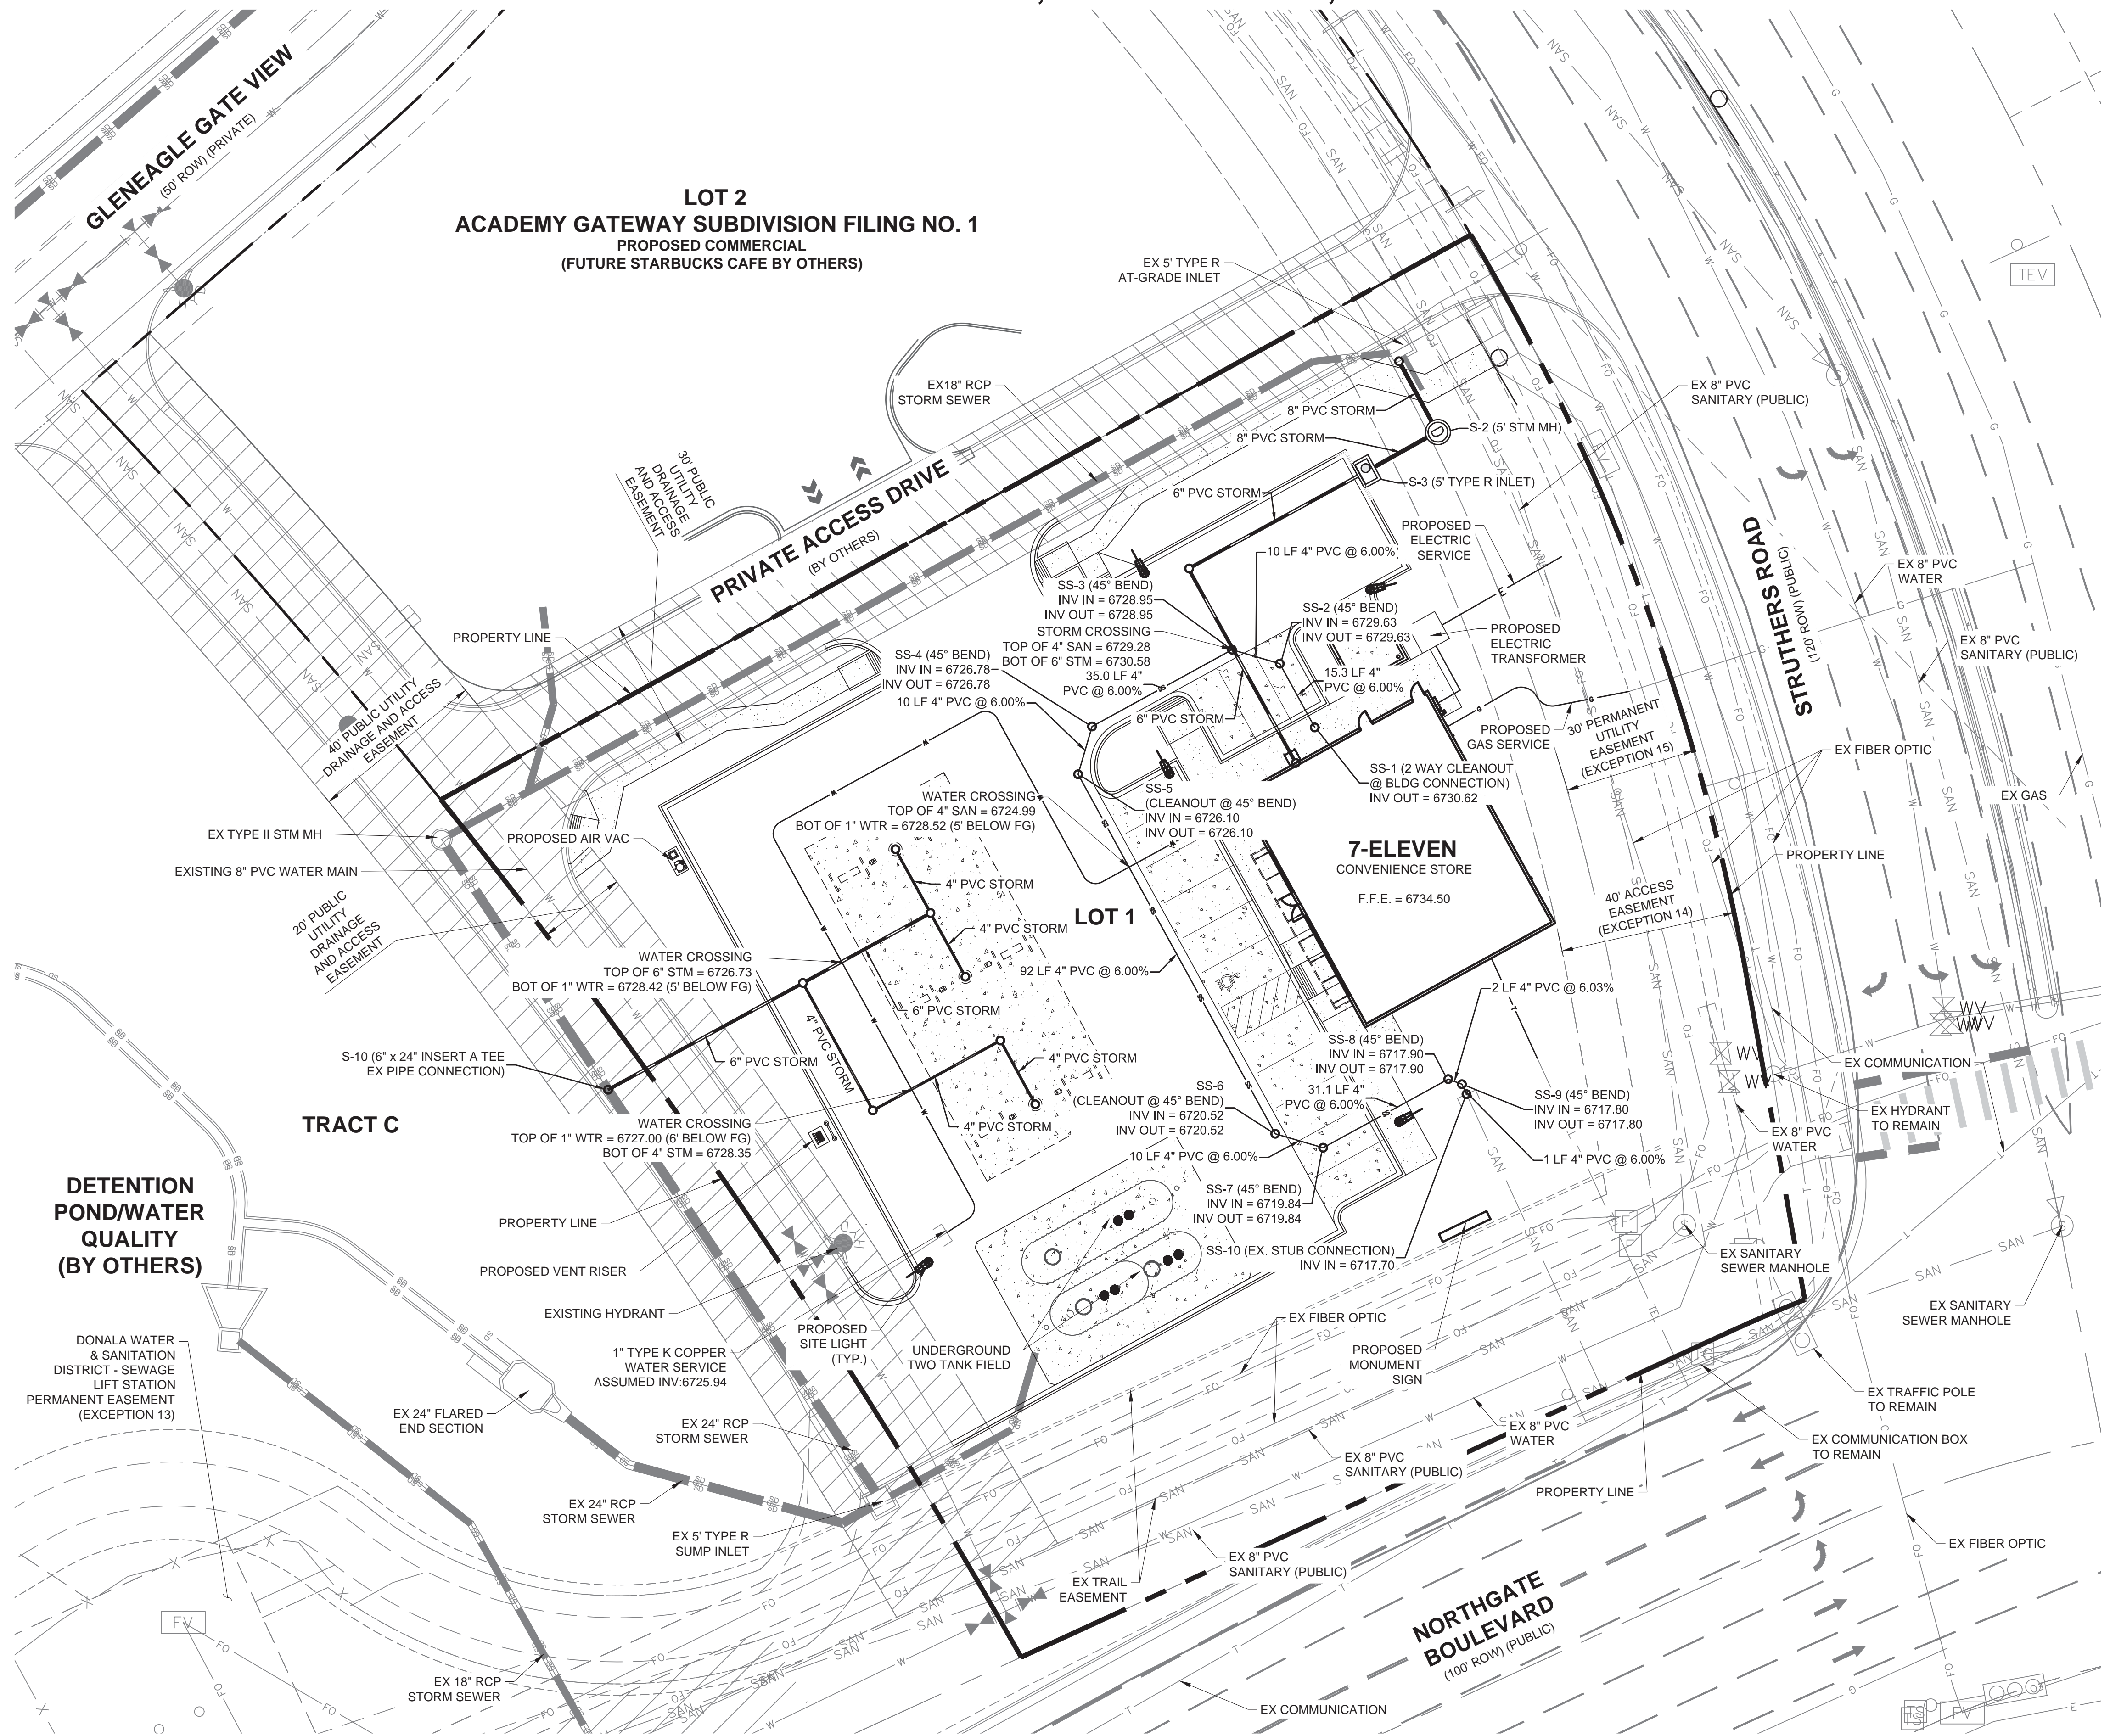 GLENEAGLE GATE VIEW
(50' ROW) (PRIVATE)
LOT 2
ACADEMY GATEWAY SUBDIVISION FILING NO. 1
PROPOSED COMMERCIAL
(FUTURE STARBUCKS CAFE BY OTHERS)
EX 5' TYPE R
AT-GRADE INLET
TEV
EX18" RCP
STORM SEWER
EX 8" PVC
SANITARY (PUBLIC)
8" PVC STORM
S-2 (5' STM MH)
8" PVC STORM
S-3 (5' TYPE R INLET)
6" PVC STORM
30' PUBLIC
UTILITY
DRAINAGE
AND ACCESS
EASEMENT
PRIVATE ACCESS DRIVE
(BY OTHERS)
PROPOSED
ELECTRIC
SERVICE
10 LF 4" PVC @ 6.00%
STRUTHERS ROAD
(120' ROW) (PUBLIC)
EX 8" PVC
WATER
SS-3 (45° BEND)
INV IN = 6728.95
INV OUT = 6728.95
SS-2 (45° BEND)
INV IN = 6729.63
INV OUT = 6729.63
STORM CROSSING
TOP OF 4" SAN = 6729.28
BOT OF 6" STM = 6730.58
PROPERTY LINE
PROPOSED
ELECTRIC
TRANSFORMER
EX 8" PVC
SANITARY (PUBLIC)
SS-4 (45° BEND)
INV IN = 6726.78
INV OUT = 6726.78
35.0 LF 4"
PVC @ 6.00%
15.3 LF 4"
PVC @ 6.00%
10 LF 4" PVC @ 6.00%
6" PVC STORM
40' PUBLIC UTILITY
DRAINAGE AND ACCESS
EASEMENT
PROPOSED
GAS SERVICE
30' PERMANENT
UTILITY
EASEMENT
(EXCEPTION 15)
EX FIBER OPTIC
SS-1 (2 WAY CLEANOUT
@ BLDG CONNECTION)
INV OUT = 6730.62
SS-5
(CLEANOUT @ 45° BEND)
INV IN = 6726.10
INV OUT = 6726.10
EX GAS
WATER CROSSING
TOP OF 4" SAN = 6724.99
BOT OF 1" WTR = 6728.52 (5' BELOW FG)
EX TYPE II STM MH
PROPOSED AIR VAC
7-ELEVEN
CONVENIENCE STORE
F.F.E. = 6734.50
PROPERTY LINE
EXISTING 8" PVC WATER MAIN
4" PVC STORM
40' ACCESS
EASEMENT
(EXCEPTION 14)
20' PUBLIC
UTILITY
DRAINAGE
AND ACCESS
EASEMENT
LOT 1
4" PVC STORM
WATER CROSSING
TOP OF 6" STM = 6726.73
BOT OF 1" WTR = 6728.42 (5' BELOW FG)
92 LF 4" PVC @ 6.00%
2 LF 4" PVC @ 6.03%
6" PVC STORM
4" PVC STORM
WV
WV
S-10 (6" x 24" INSERT A TEE
EX PIPE CONNECTION)
6" PVC STORM
4" PVC STORM
SS-8 (45° BEND)
INV IN = 6717.90
INV OUT = 6717.90
EX COMMUNICATION
31.1 LF 4"
PVC @ 6.00%
SS-6
(CLEANOUT @ 45° BEND)
INV IN = 6720.52
INV OUT = 6720.52
SS-9 (45° BEND)
INV IN = 6717.80
INV OUT = 6717.80
EX HYDRANT
TO REMAIN
TRACT C
WATER CROSSING
TOP OF 1" WTR = 6727.00 (6' BELOW FG)
BOT OF 4" STM = 6728.35
4" PVC STORM
EX 8" PVC
WATER
10 LF 4" PVC @ 6.00%
1 LF 4" PVC @ 6.00%
DETENTION
POND/WATER
QUALITY
(BY OTHERS)
SS-7 (45° BEND)
INV IN = 6719.84
INV OUT = 6719.84
PROPERTY LINE
SS-10 (EX. STUB CONNECTION)
INV IN = 6717.70
EX SANITARY
SEWER MANHOLE
PROPOSED VENT RISER
EXISTING HYDRANT
EX SANITARY
SEWER MANHOLE
DONALA WATER
& SANITATION
DISTRICT - SEWAGE
LIFT STATION
PERMANENT EASEMENT
(EXCEPTION 13)
PROPOSED
SITE LIGHT
(TYP.)
EX FIBER OPTIC
UNDERGROUND
TWO TANK FIELD
1" TYPE K COPPER
WATER SERVICE
ASSUMED INV:6725.94
PROPOSED
MONUMENT
SIGN
EX TRAFFIC POLE
TO REMAIN
EX 24" FLARED
END SECTION
EX 24" RCP
STORM SEWER
EX 8" PVC
WATER
EX COMMUNICATION BOX
TO REMAIN
EX 8" PVC
SANITARY (PUBLIC)
PROPERTY LINE
EX 24" RCP
STORM SEWER
EX 5' TYPE R
SUMP INLET
EX FIBER OPTIC
EX 8" PVC
SANITARY (PUBLIC)
EX TRAIL
EASEMENT
NORTHGATE
BOULEVARD
(100' ROW) (PUBLIC)
FV
EX 18" RCP
STORM SEWER
EX COMMUNICATION